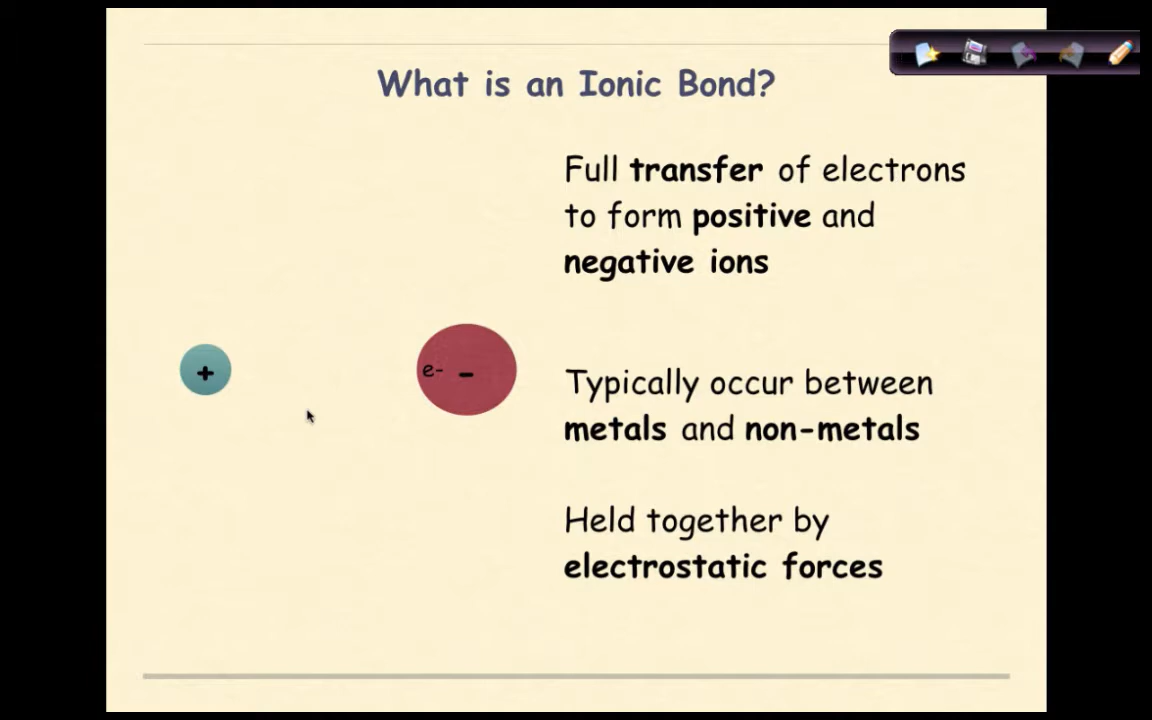 What is an Ionic Bond?
Full transfer of electrons
to form positive and
negative ions
+
e- -
Typically occur between
metals and non-metals
Held together by
electrostatic forces